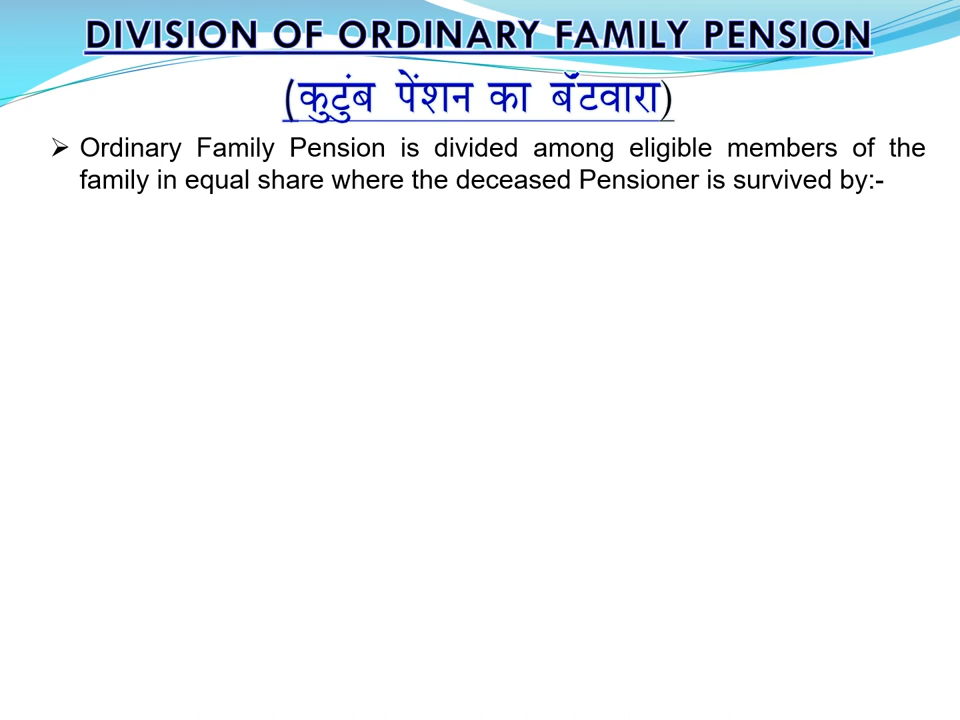 DIVISION OF ORDINARY FAMILY PENSION
(कुटुंब पेंशन का बँटवारा)
➢ Ordinary Family Pension is divided among eligible members of the
family in equal share where the deceased Pensioner is survived by:-